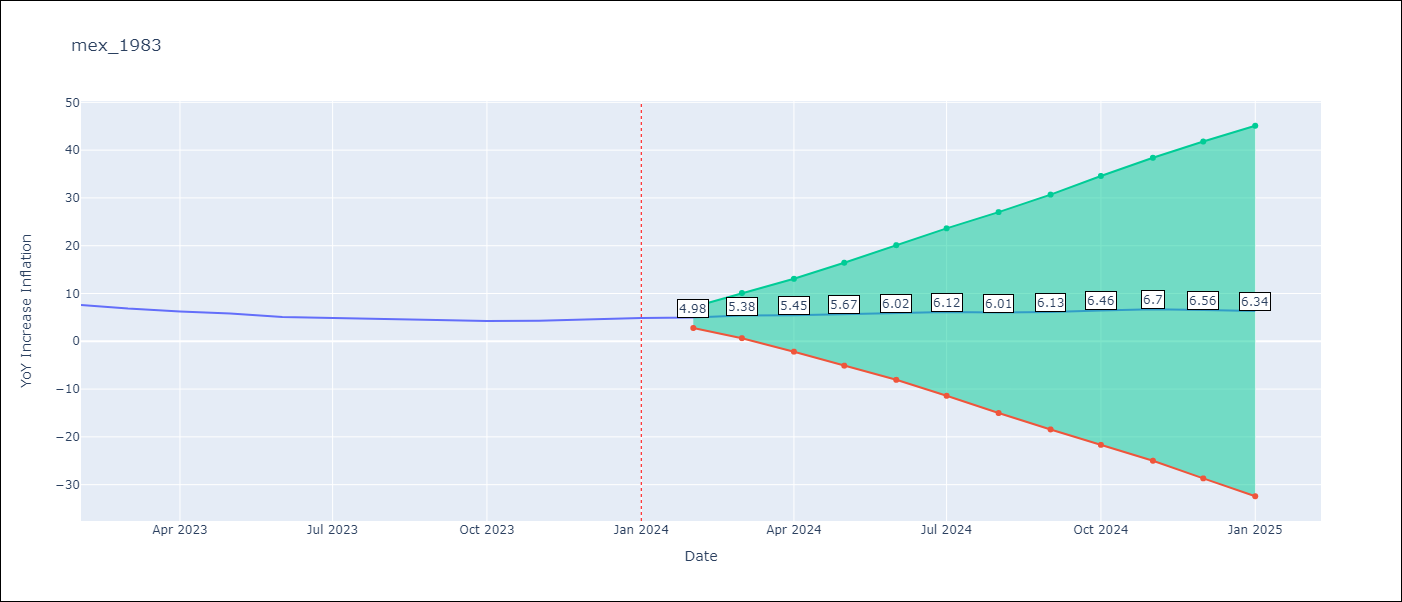 mex_1983
50
40
30
20
10
0
−10
−20
−30
YoY Increase Inflation
4.98 5.38 5.45 5.67 6.02 6.12 6.01 6.13 6.46 6.7 6.56 6.34
Apr 2023 Jul 2023 Oct 2023 Jan 2024 Apr 2024 Jul 2024 Oct 2024 Jan 2025
Date